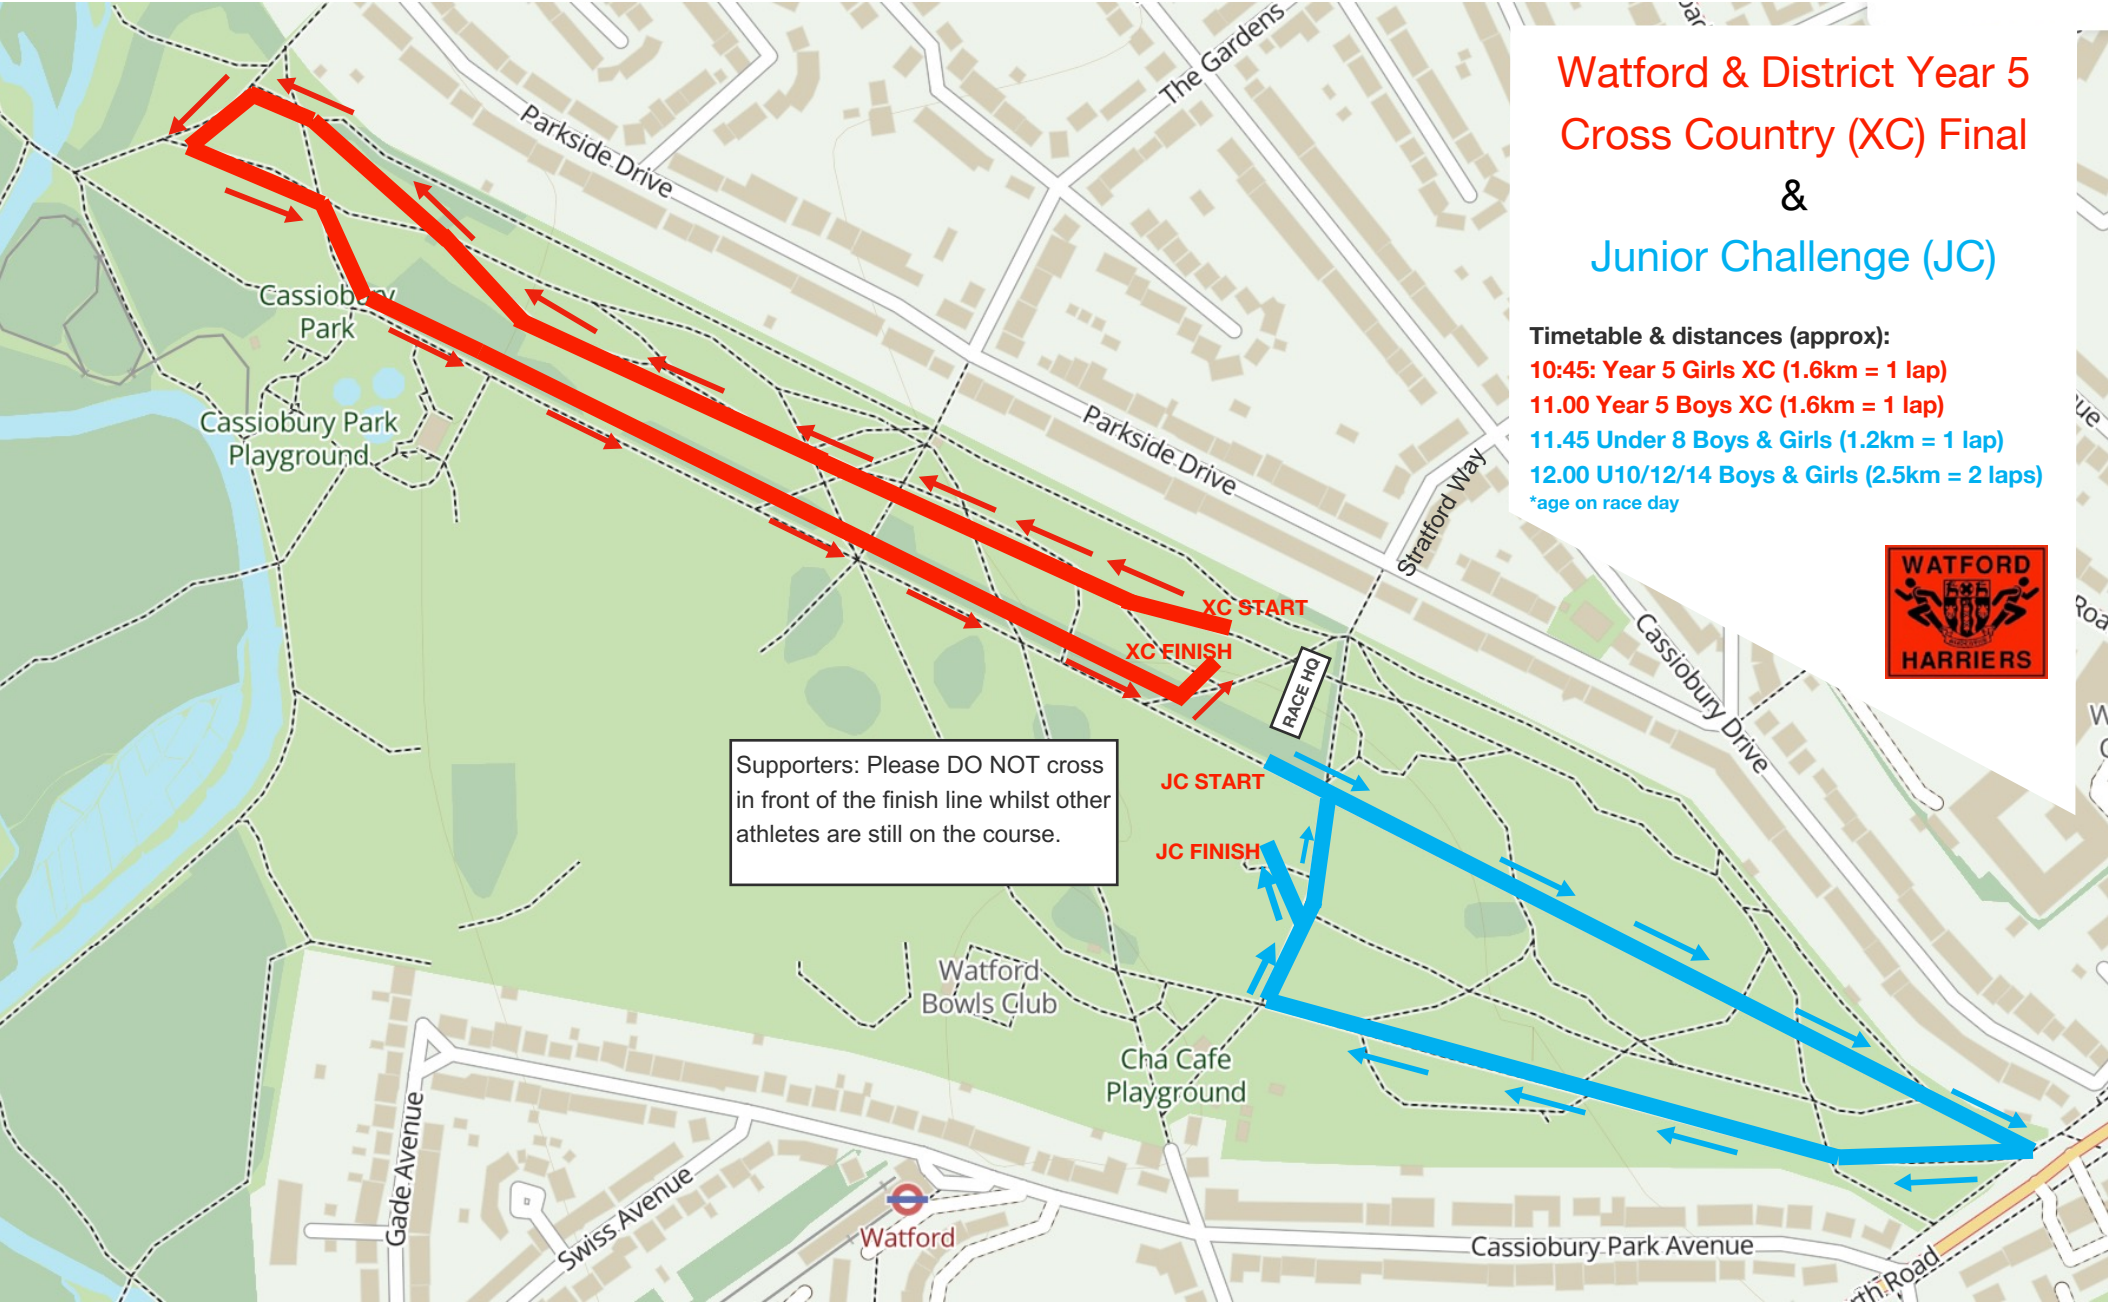 Watford & District Year 5
Cross Country (XC) Final
&
Junior Challenge (JC)
Timetable & distances (approx):
10:45: Year 5 Girls XC (1.6km = 1 lap)
11.00 Year 5 Boys XC (1.6km = 1 lap)
11.45 Under 8 Boys & Girls (1.2km = 1 lap)
12.00 U10/12/14 Boys & Girls (2.5km = 2 laps)
*age on race day
WATFORD
HARRIERS
The Gardens
Parkside Drive
Cassiobury
Park
Cassiobury Park
Playground
Parkside Drive
Stratford Way
Cassiobury Drive
XC START
XC FINISH
RACE HQ
JC START
JC FINISH
Supporters: Please DO NOT cross
in front of the finish line whilst other
athletes are still on the course.
Watford
Bowls Club
Cha Cafe
Playground
Gade Avenue
Swiss Avenue
Watford
Cassiobury Park Avenue
rth Road